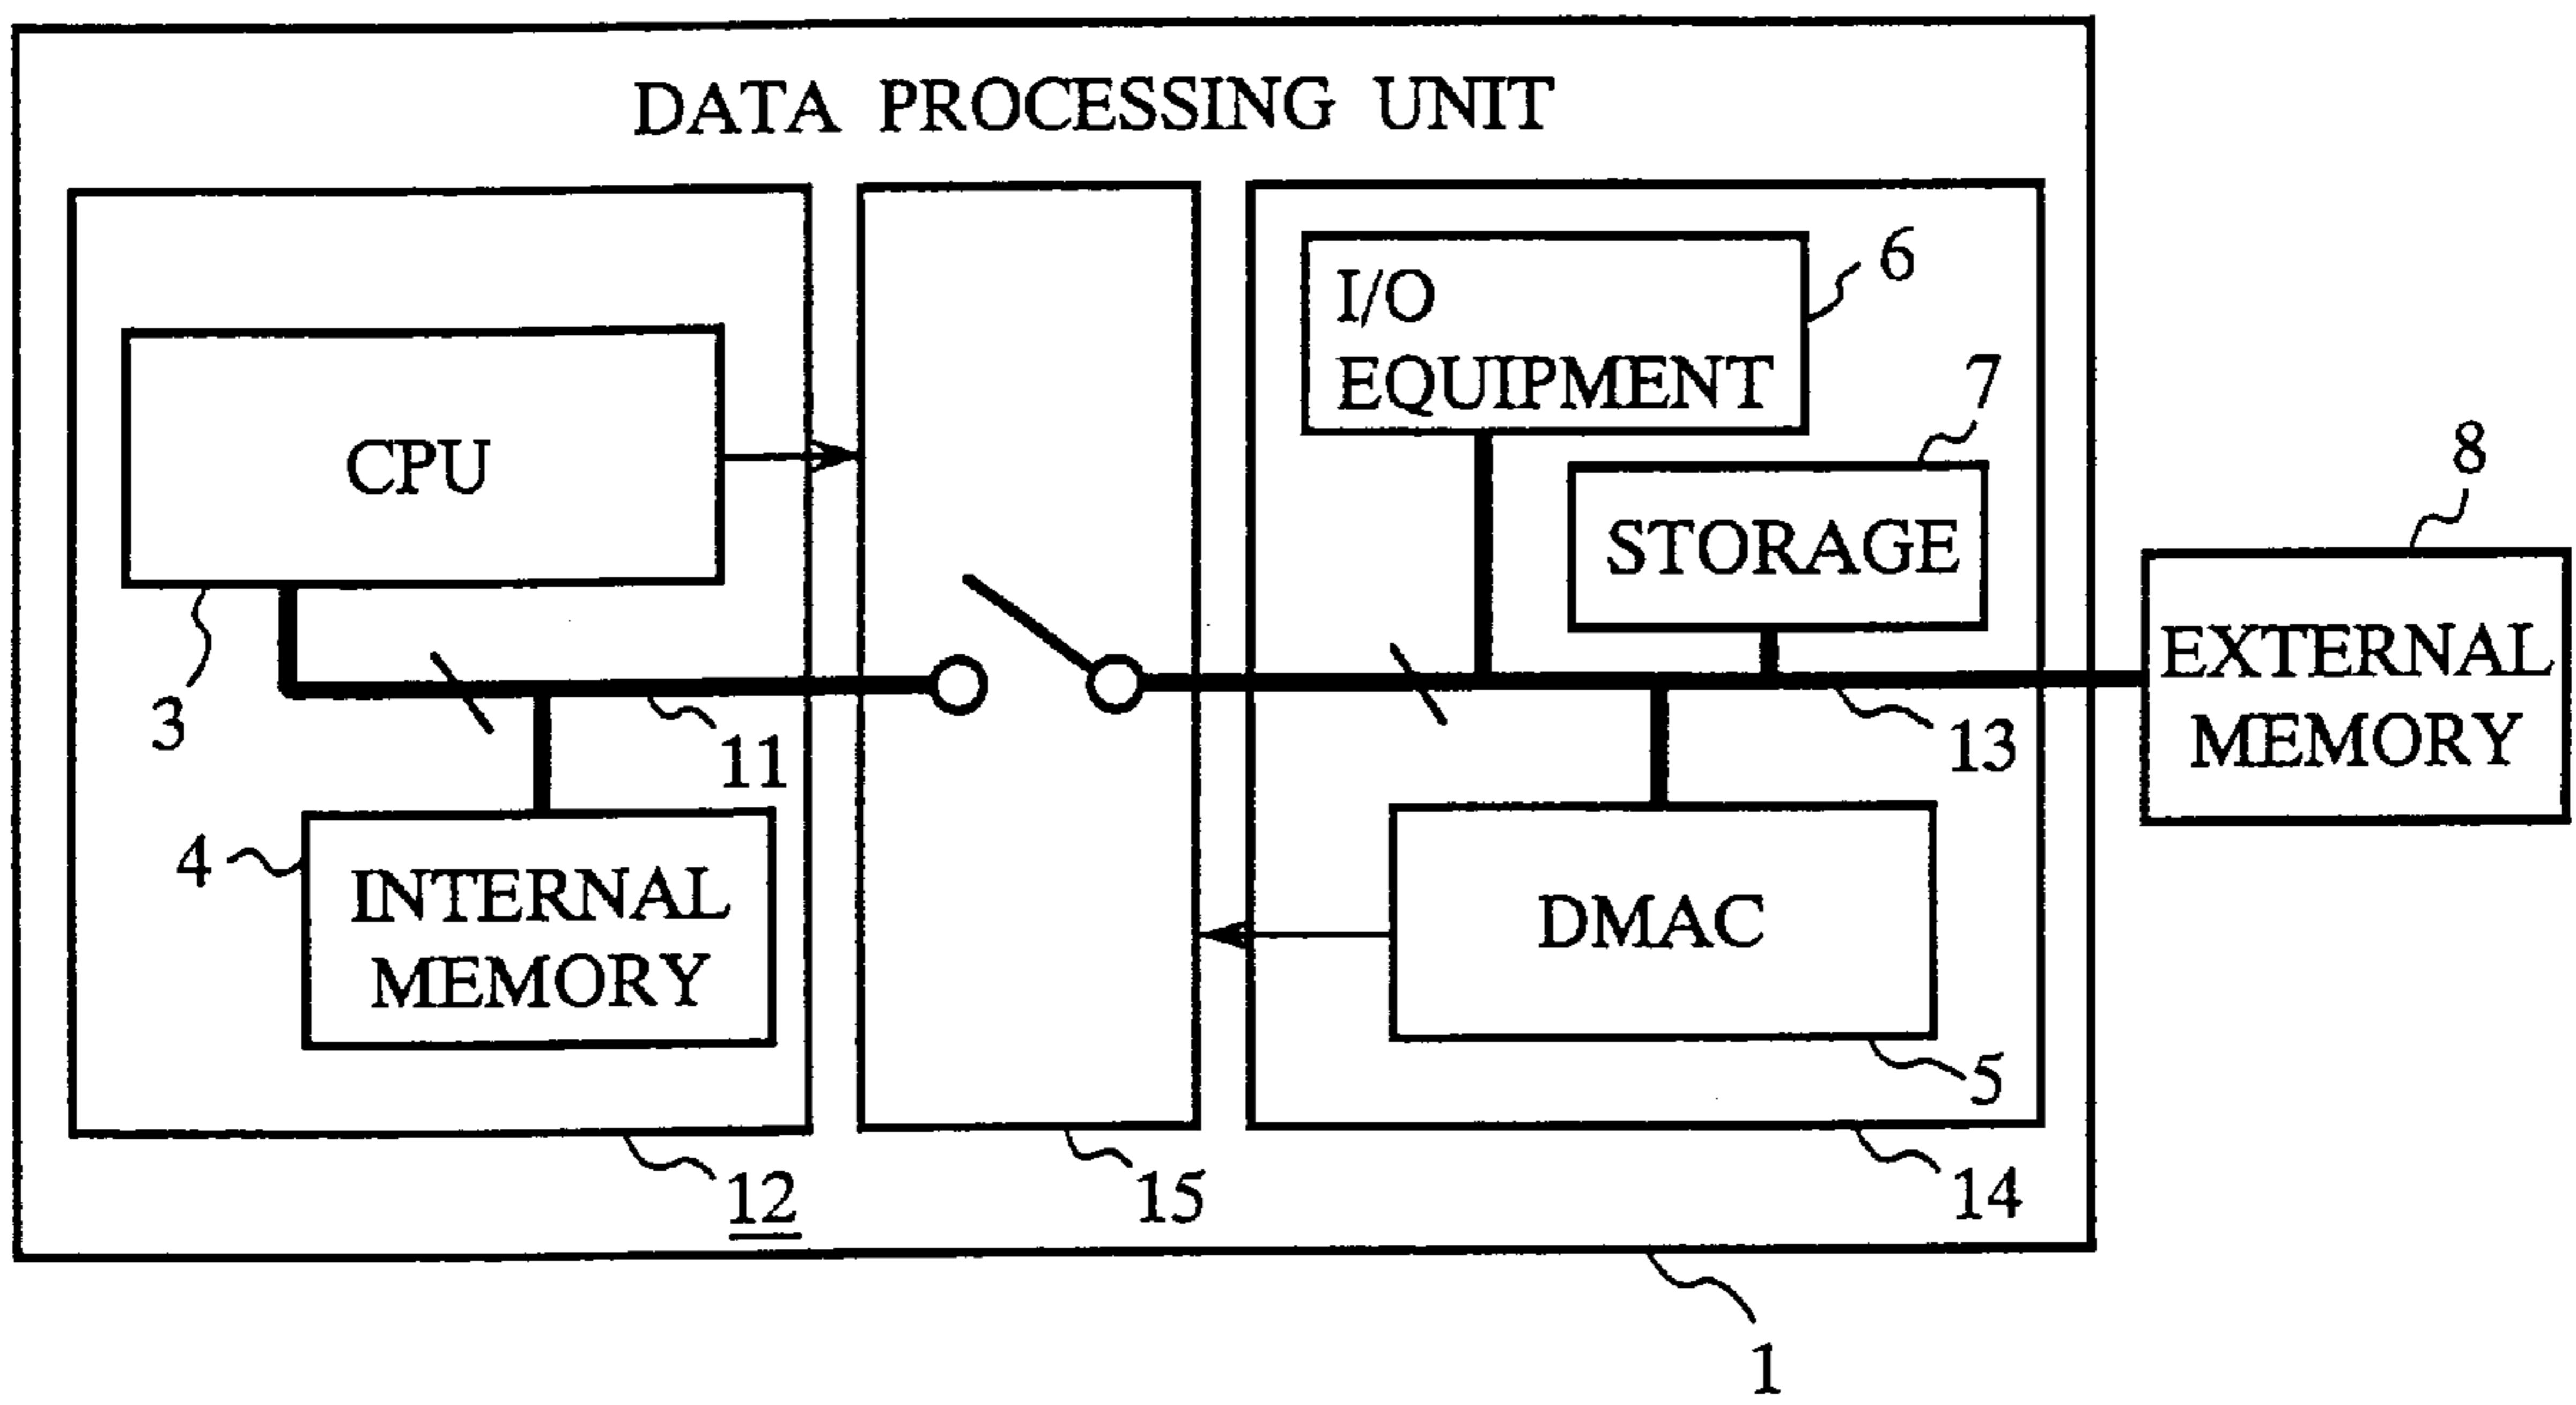 DATA PROCESSING UNIT
I/O
EQUIPMENT
6
7
STORAGE
8
CPU
EXTERNAL
MEMORY
3
11
13
4
INTERNAL
MEMORY
DMAC
5
12
15
14
1